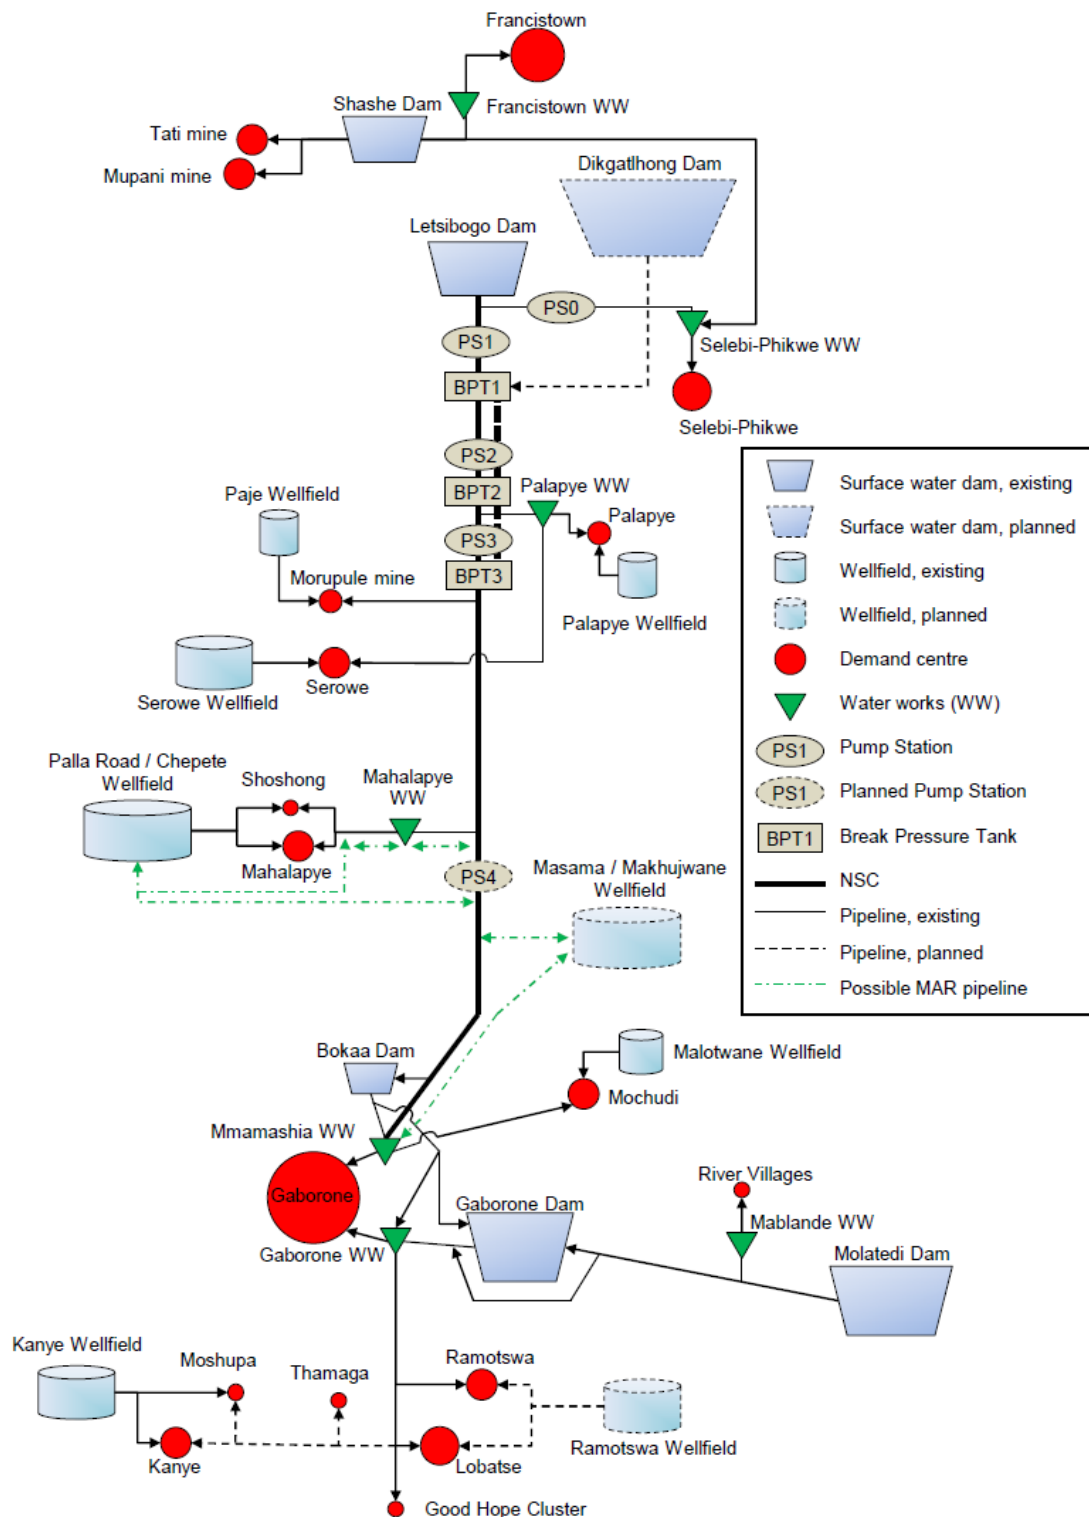 Francistown
Shashe Dam
Francistown WW
Tati mine
Mupani mine
Dikgatlhong Dam
Letsibogo Dam
PS0
PS1
Selebi-Phikwe WW
BPT1
Selebi-Phikwe
PS2
Paje Wellfield
BPT2
Palapye WW
Palapye
PS3
BPT3
Morupule mine
Palapye Wellfield
Serowe
Serowe Wellfield
Palla Road / Chepete
Wellfield
Shoshong
Mahalapye
WW
Mahalapye
PS4
Masama / Makhujwane
Wellfield
Surface water dam, existing
Surface water dam, planned
Wellfield, existing
Wellfield, planned
Demand centre
Water works (WW)
PS1
Pump Station
PS1
Planned Pump Station
BPT1
Break Pressure Tank
NSC
Pipeline, existing
Pipeline, planned
Possible MAR pipeline
Bokaa Dam
Malotwane Wellfield
Mochudi
Mmamashia WW
River Villages
Gaborone
Gaborone Dam
Mablande WW
Gaborone WW
Molatedi Dam
Kanye Wellfield
Moshupa
Thamaga
Ramotswa
Kanye
Lobatse
Ramotswa Wellfield
Good Hope Cluster